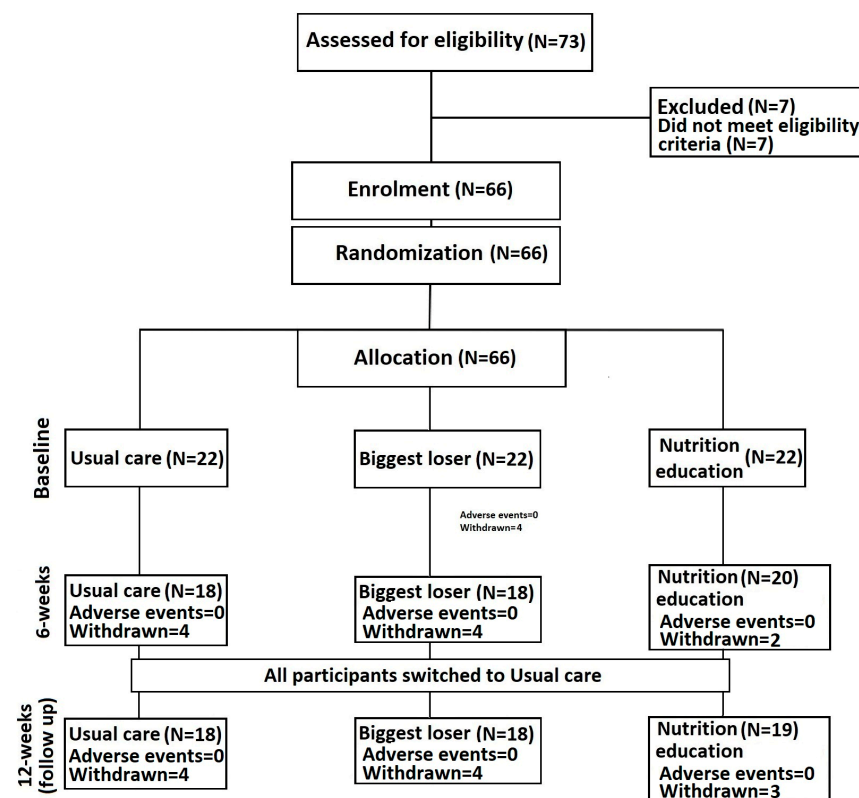 Assessed for eligibility (N=73)
Excluded (N=7)
Did not meet eligibility
criteria (N=7)
Enrolment (N=66)
Randomization (N=66)
Allocation (N=66)
Baseline
Usual care (N=22)
Biggest loser (N=22)
Nutrition
education (N=22)
Adverse events=0
Withdrawn=4
6-weeks
Usual care (N=18)
Adverse events=0
Withdrawn=4
Biggest loser (N=18)
Adverse events=0
Withdrawn=4
Nutrition (N=20)
education
Adverse events=0
Withdrawn=2
All participants switched to Usual care
12-weeks
(follow up)
Usual care (N=18)
Adverse events=0
Withdrawn=4
Biggest loser (N=18)
Adverse events=0
Withdrawn=4
Nutrition (N=19)
education
Adverse events=0
Withdrawn=3